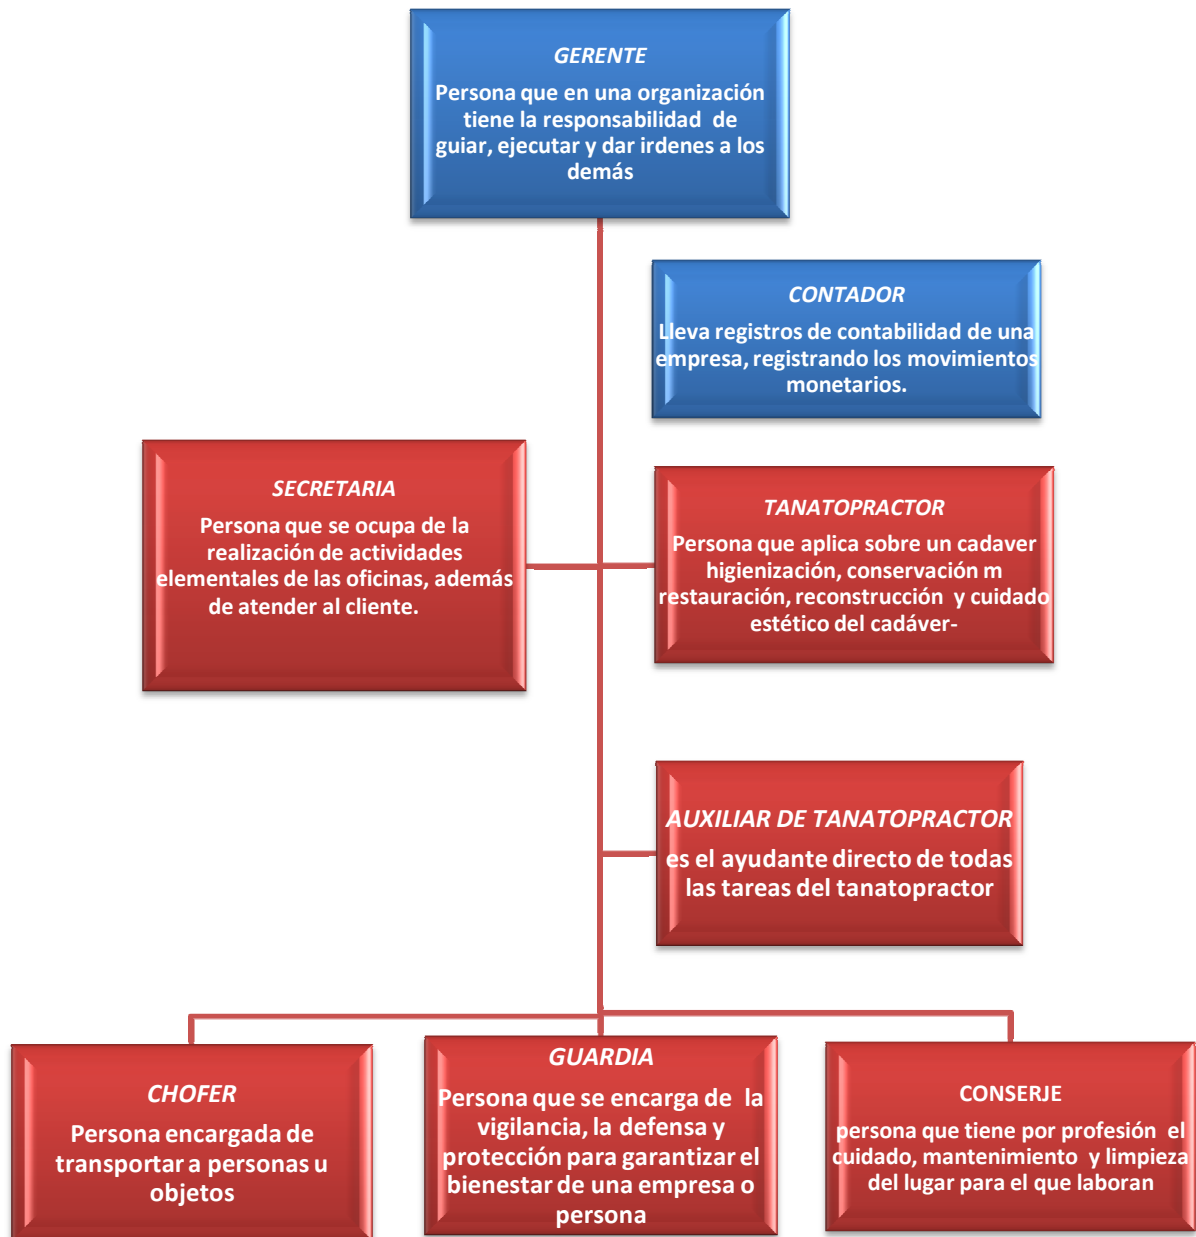 GERENTE
Persona que en una organización
tiene la responsabilidad de
guiar, ejecutar y dar irdenes a los
demás
CONTADOR
Lleva registros de contabilidad de una
empresa, registrando los movimientos
monetarios.
SECRETARIA
Persona que se ocupa de la
realización de actividades
elementales de las oficinas, además
de atender al cliente.
TANATOPRACTOR
Persona que aplica sobre un cadaver
higienización, conservación m
restauración, reconstrucción y cuidado
estético del cadáver-
AUXILIAR DE TANATOPRACTOR
es el ayudante directo de todas
las tareas del tanatopractor
CHOFER
Persona encargada de
transportar a personas u
objetos
GUARDIA
Persona que se encarga de la
vigilancia, la defensa y
protección para garantizar el
bienestar de una empresa o
persona
CONSERJE
persona que tiene por profesión el
cuidado, mantenimiento y limpieza
del lugar para el que laboran